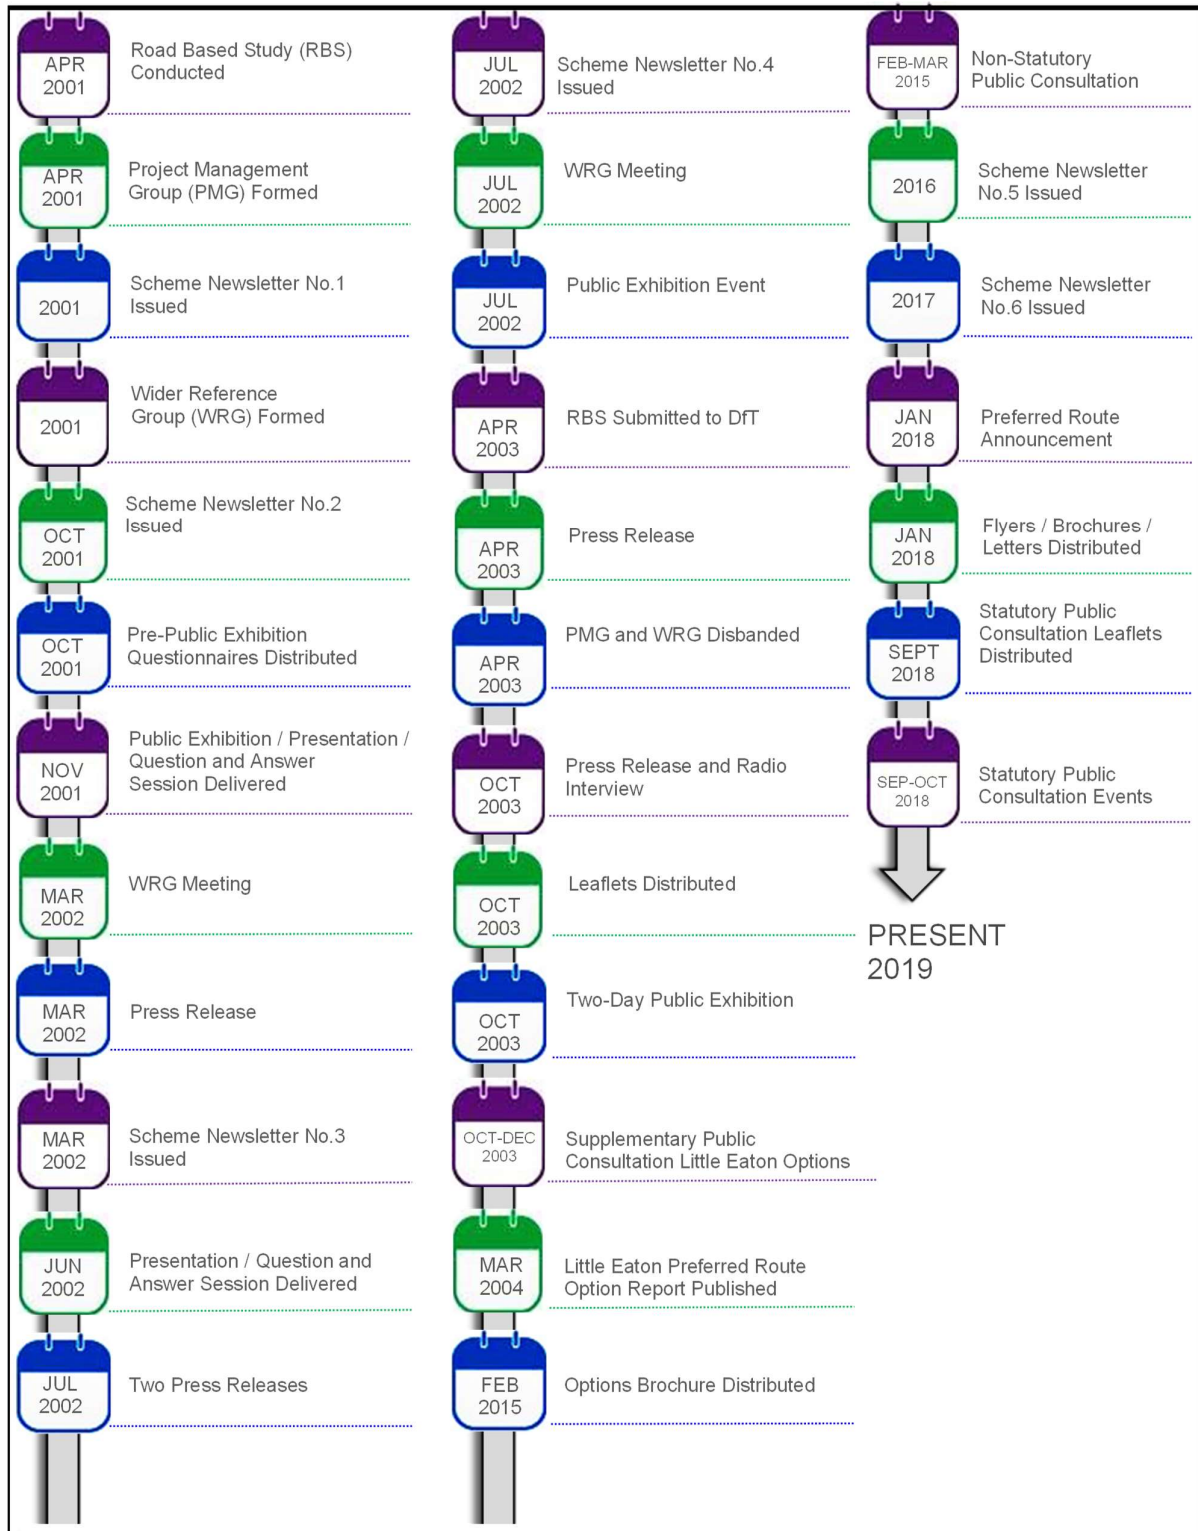 APR
2001
Road Based Study (RBS)
Conducted
APR
2001
Project Management
Group (PMG) Formed
2001
Scheme Newsletter No.1
Issued
2001
Wider Reference
Group (WRG) Formed
OCT
2001
Scheme Newsletter No.2
Issued
OCT
2001
Pre-Public Exhibition
Questionnaires Distributed
NOV
2001
Public Exhibition / Presentation /
Question and Answer
Session Delivered
MAR
2002
WRG Meeting
MAR
2002
Press Release
MAR
2002
Scheme Newsletter No.3
Issued
JUN
2002
Presentation / Question and
Answer Session Delivered
JUL
2002
Two Press Releases
JUL
2002
Scheme Newsletter No.4
Issued
JUL
2002
WRG Meeting
JUL
2002
Public Exhibition Event
APR
2003
RBS Submitted to DfT
APR
2003
Press Release
APR
2003
PMG and WRG Disbanded
OCT
2003
Press Release and Radio
Interview
OCT
2003
Leaflets Distributed
OCT
2003
Two-Day Public Exhibition
OCT-DEC
2003
Supplementary Public
Consultation Little Eaton Options
MAR
2004
Little Eaton Preferred Route
Option Report Published
FEB
2015
Options Brochure Distributed
FEB-MAR
2015
Non-Statutory
Public Consultation
2016
Scheme Newsletter
No.5 Issued
2017
Scheme Newsletter
No.6 Issued
JAN
2018
Preferred Route
Announcement
JAN
2018
Flyers / Brochures /
Letters Distributed
SEPT
2018
Statutory Public
Consultation Leaflets
Distributed
SEP-OCT
2018
Statutory Public
Consultation Events
PRESENT
2019